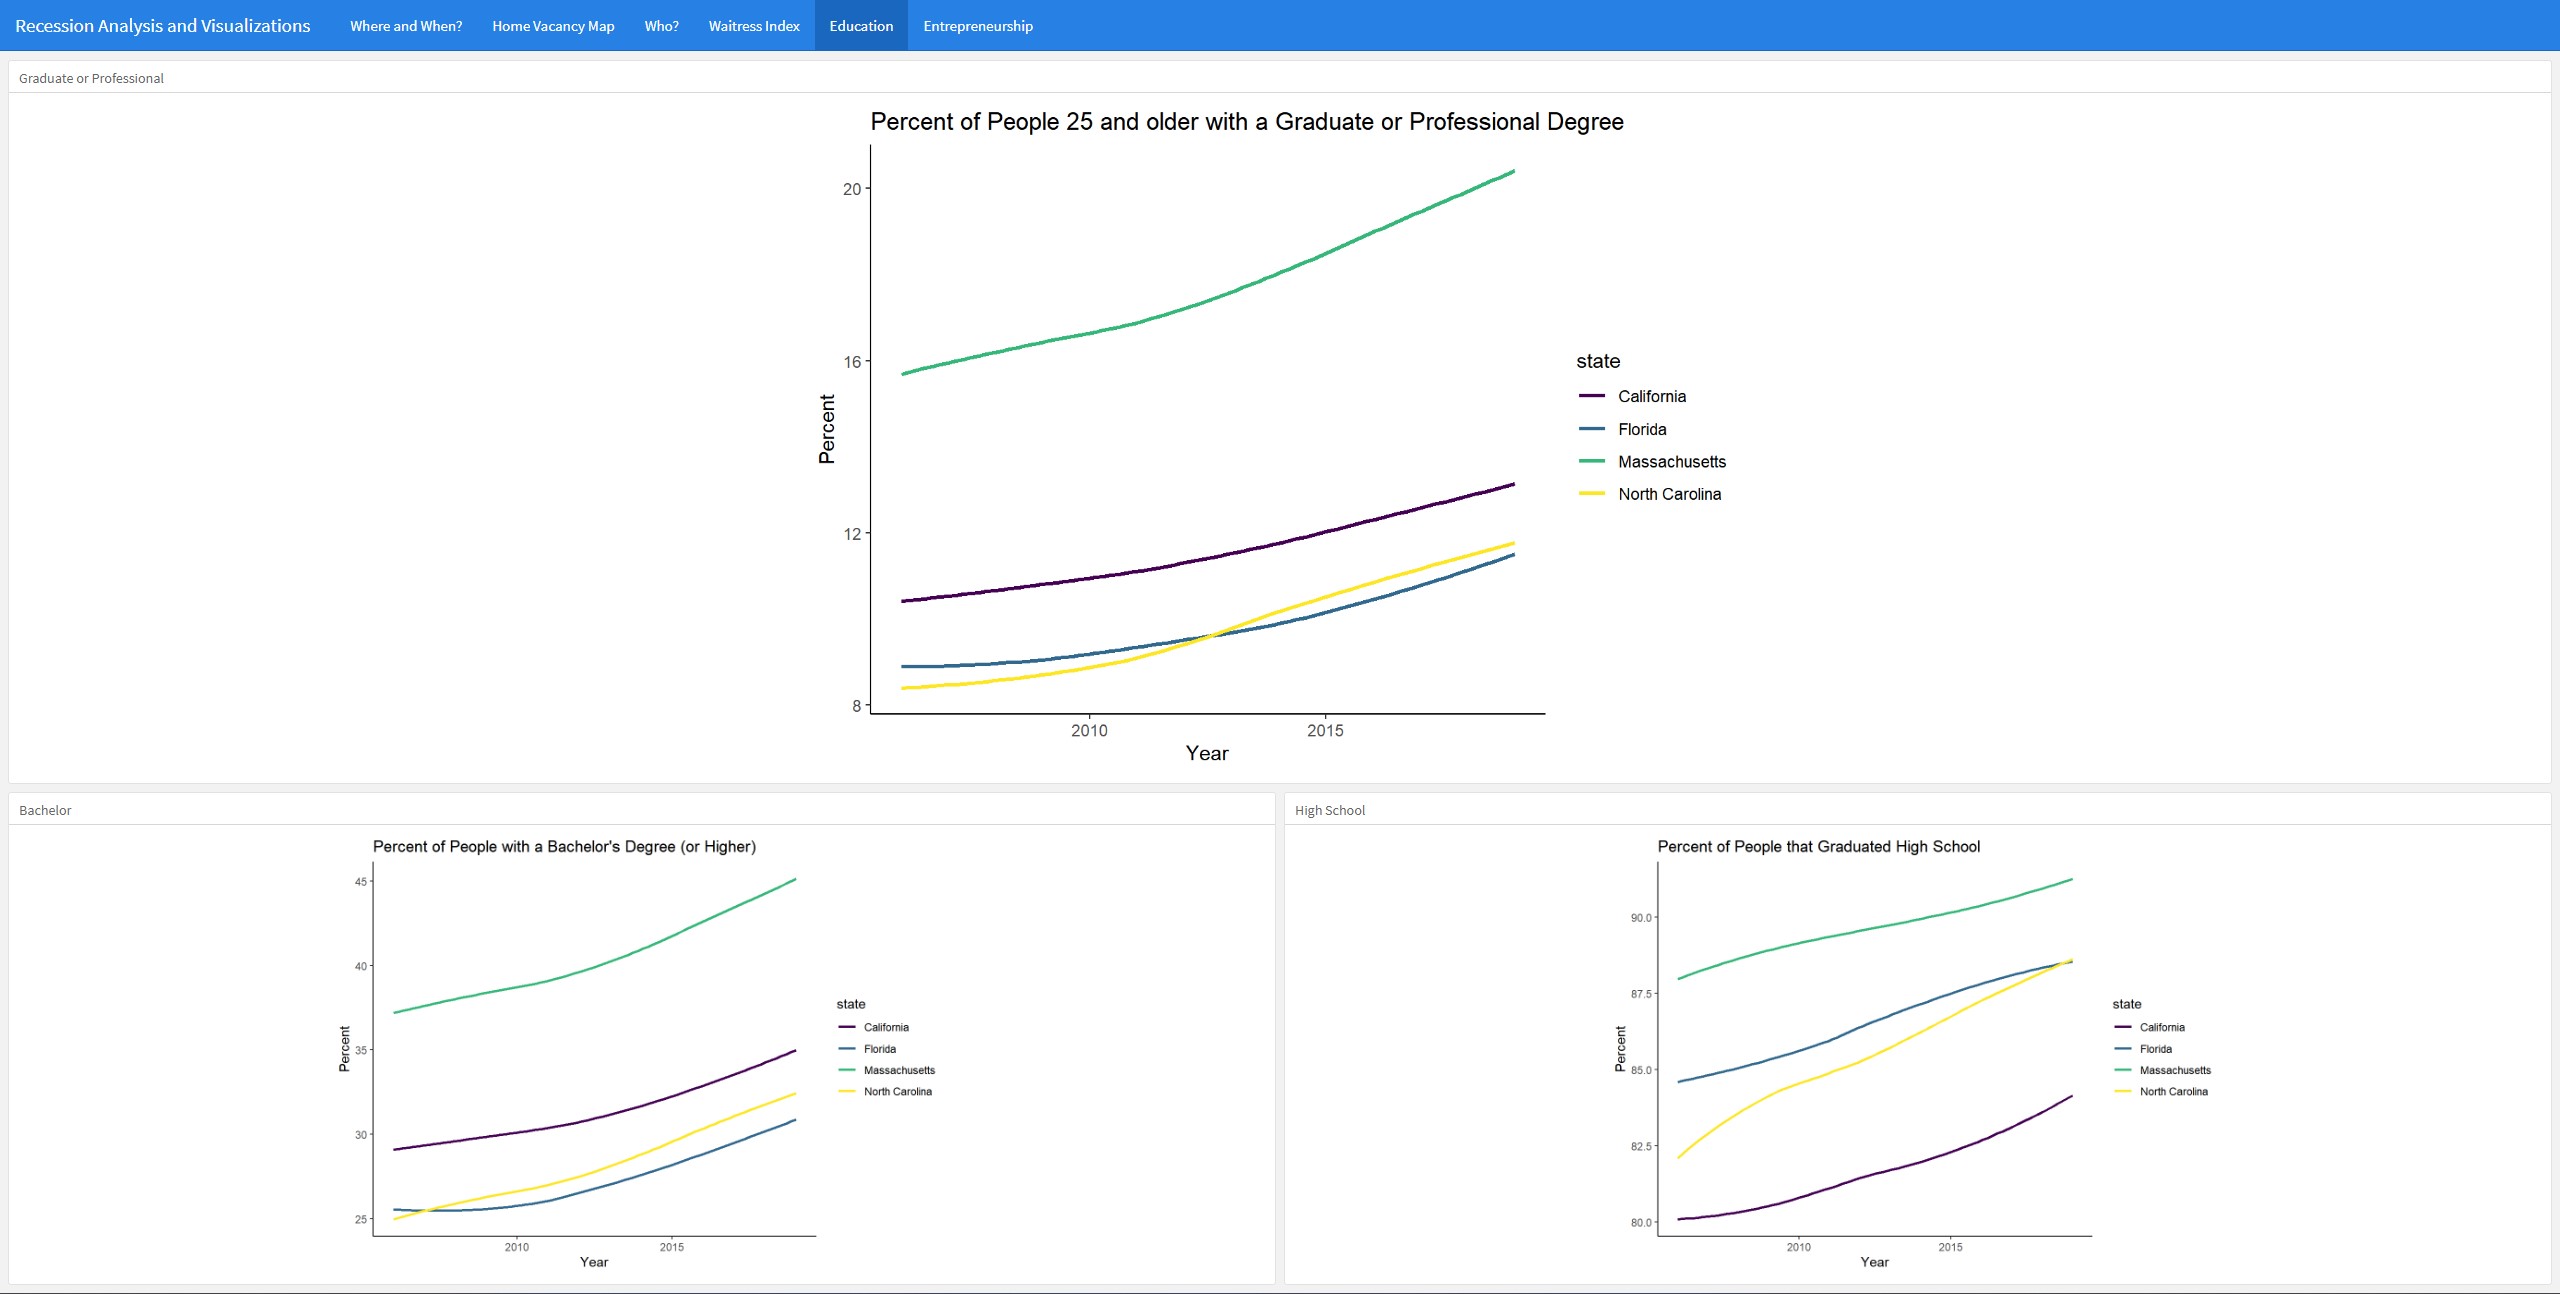 Recession Analysis and Visualizations Where and When? Home Vacancy Map Who? Waitress Index Education Entrepreneurship
Graduate or Professional
Percent of People 25 and older with a Graduate or Professional Degree
20
16
12
8
Percent
2010 2015
Year
state
California
Florida
Massachusetts
North Carolina
Bachelor
Percent of People with a Bachelor's Degree (or Higher)
45
40
35
30
25
Percent
2010 2015
Year
state
California
Florida
Massachusetts
North Carolina
High School
Percent of People that Graduated High School
90.0
87.5
85.0
82.5
80.0
Percent
2010 2015
Year
state
California
Florida
Massachusetts
North Carolina